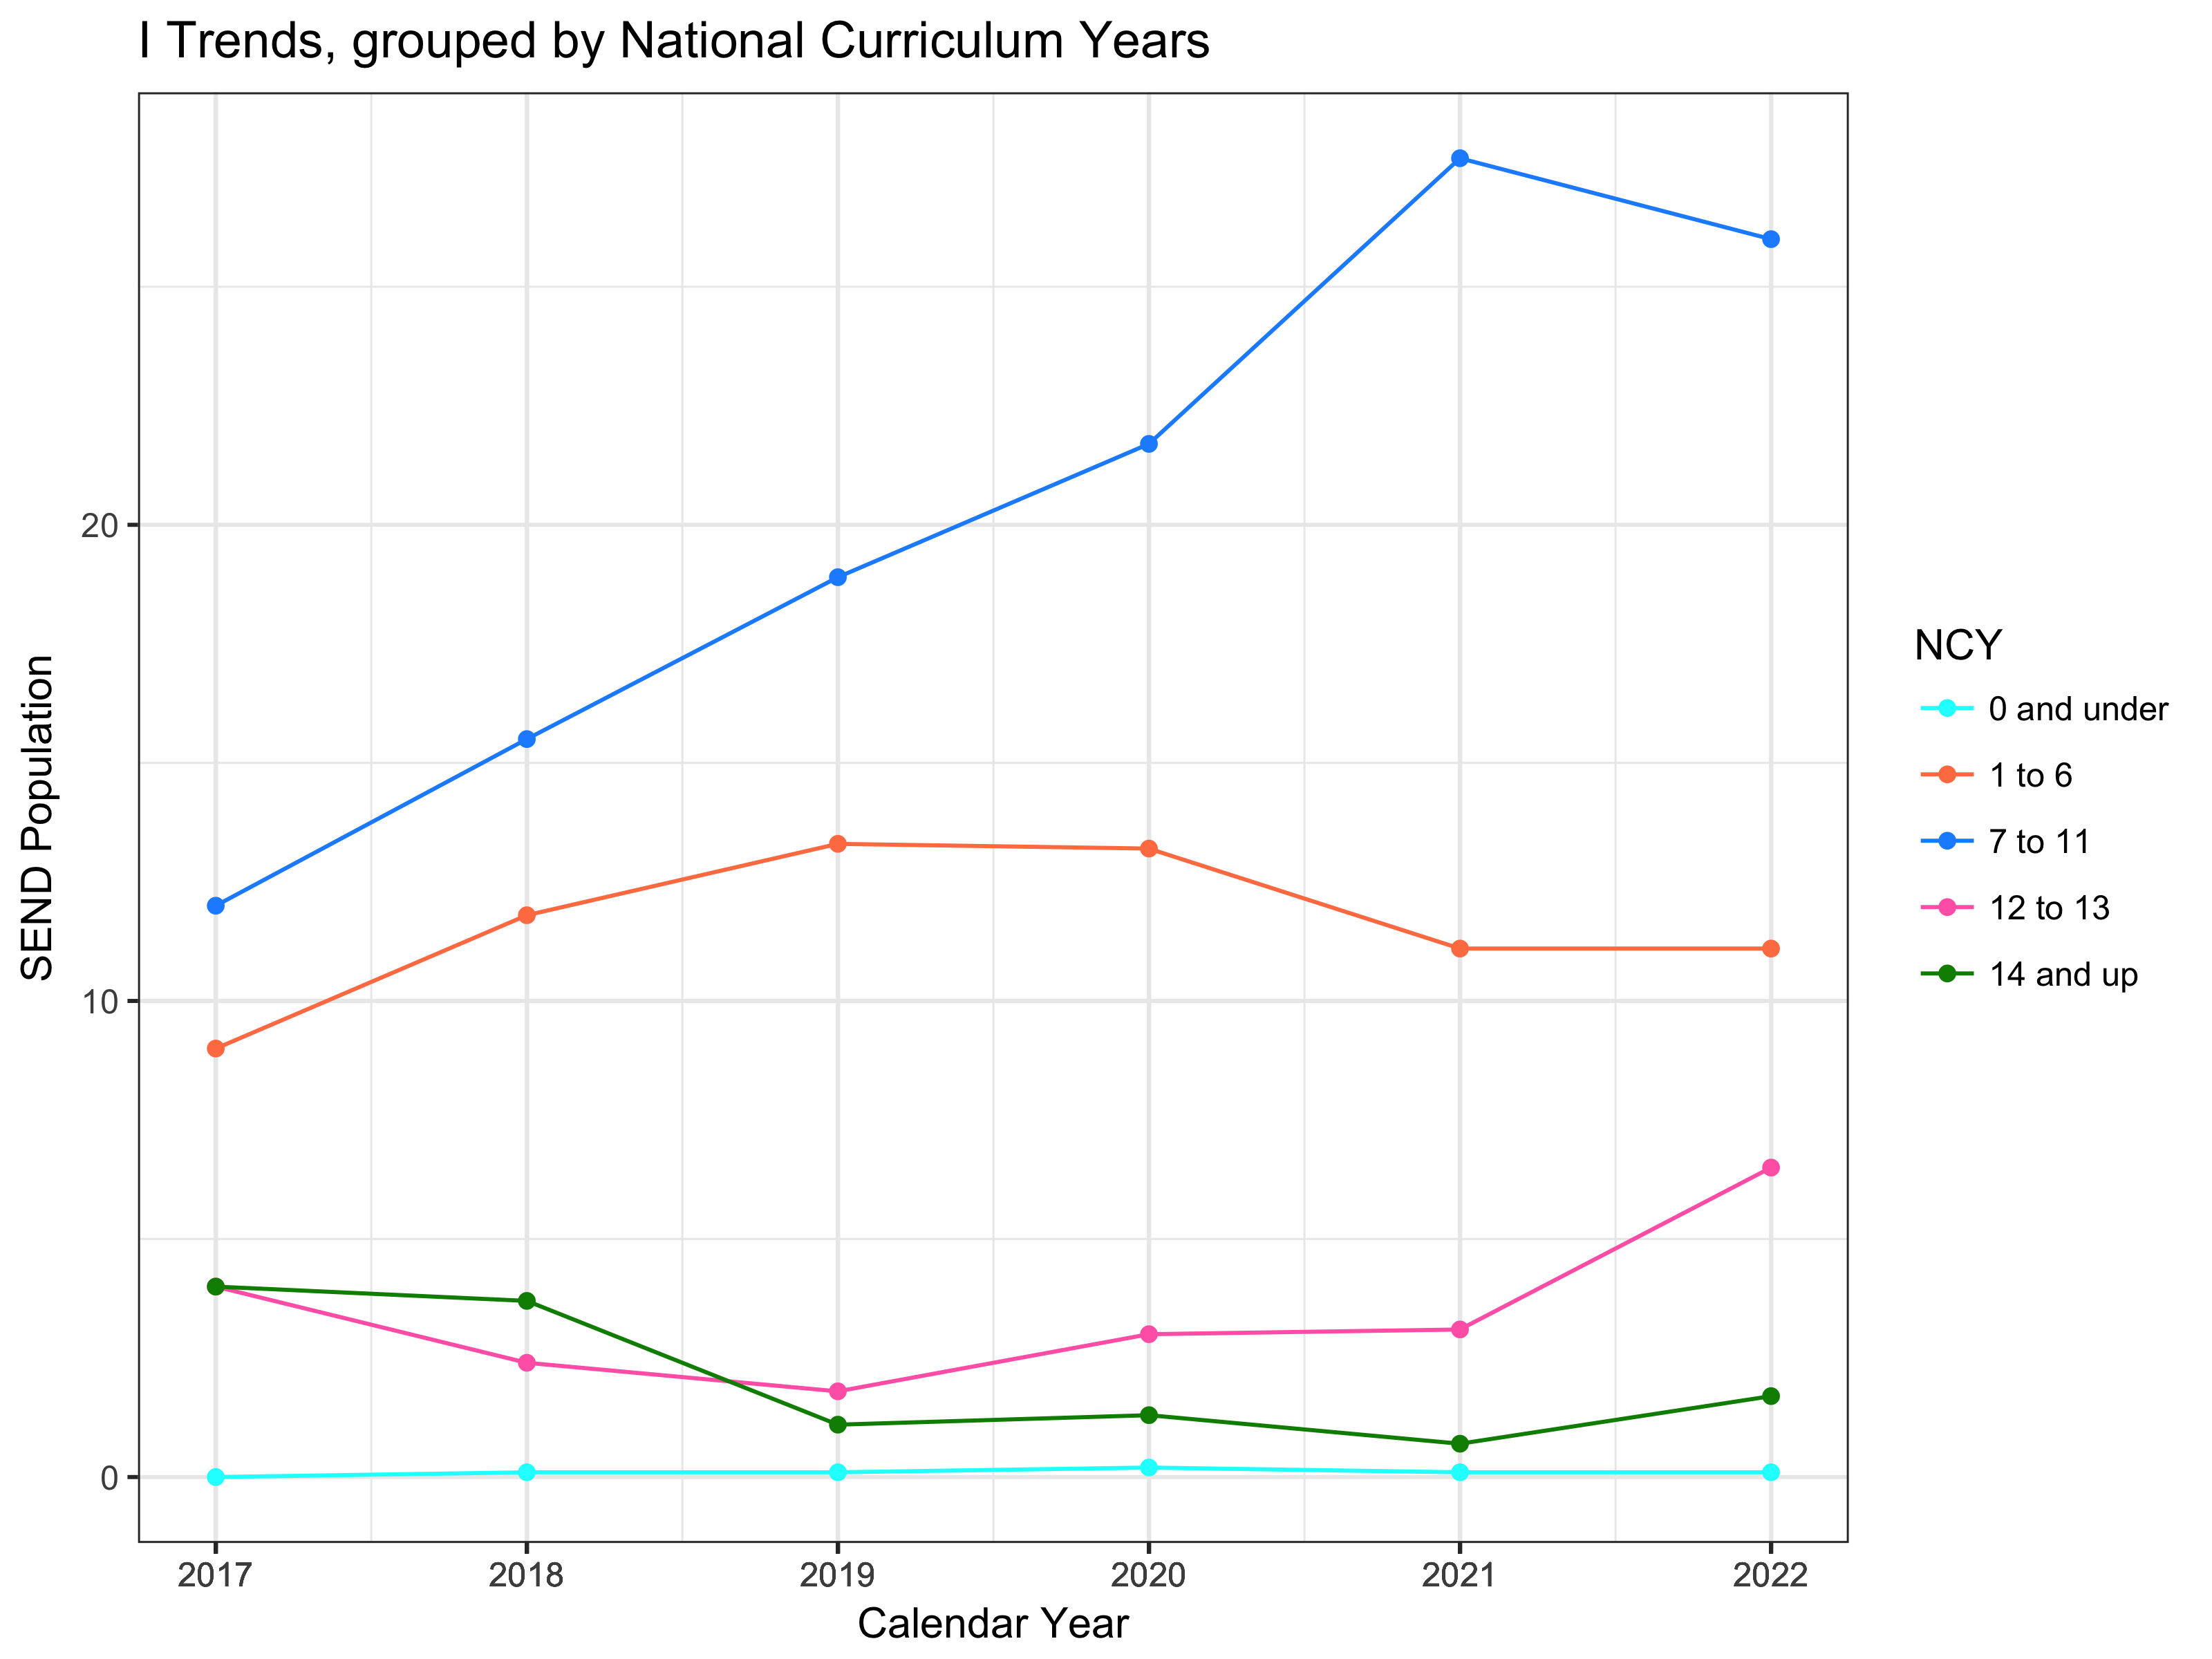 I Trends, grouped by National Curriculum Years
SEND Population
20
10
0
2017 2018 2019 2020 2021 2022
Calendar Year
NCY
0 and under
1 to 6
7 to 11
12 to 13
14 and up